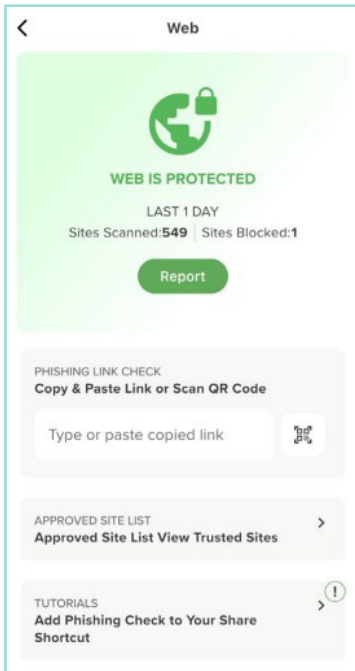 Web
WEB IS PROTECTED
LAST 1 DAY
Sites Scanned:549 Sites Blocked:1
Report
PHISHING LINK CHECK
Copy & Paste Link or Scan QR Code
Type or paste copied link
APPROVED SITE LIST
Approved Site List View Trusted Sites
!
TUTORIALS
Add Phishing Check to Your Share
Shortcut